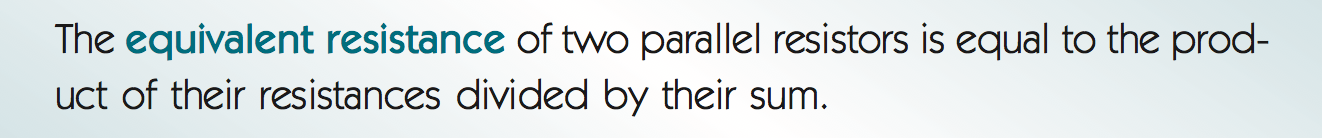 The equivalent resistance of two parallel resistors is equal to the prod-
uct of their resistances divided by their sum.